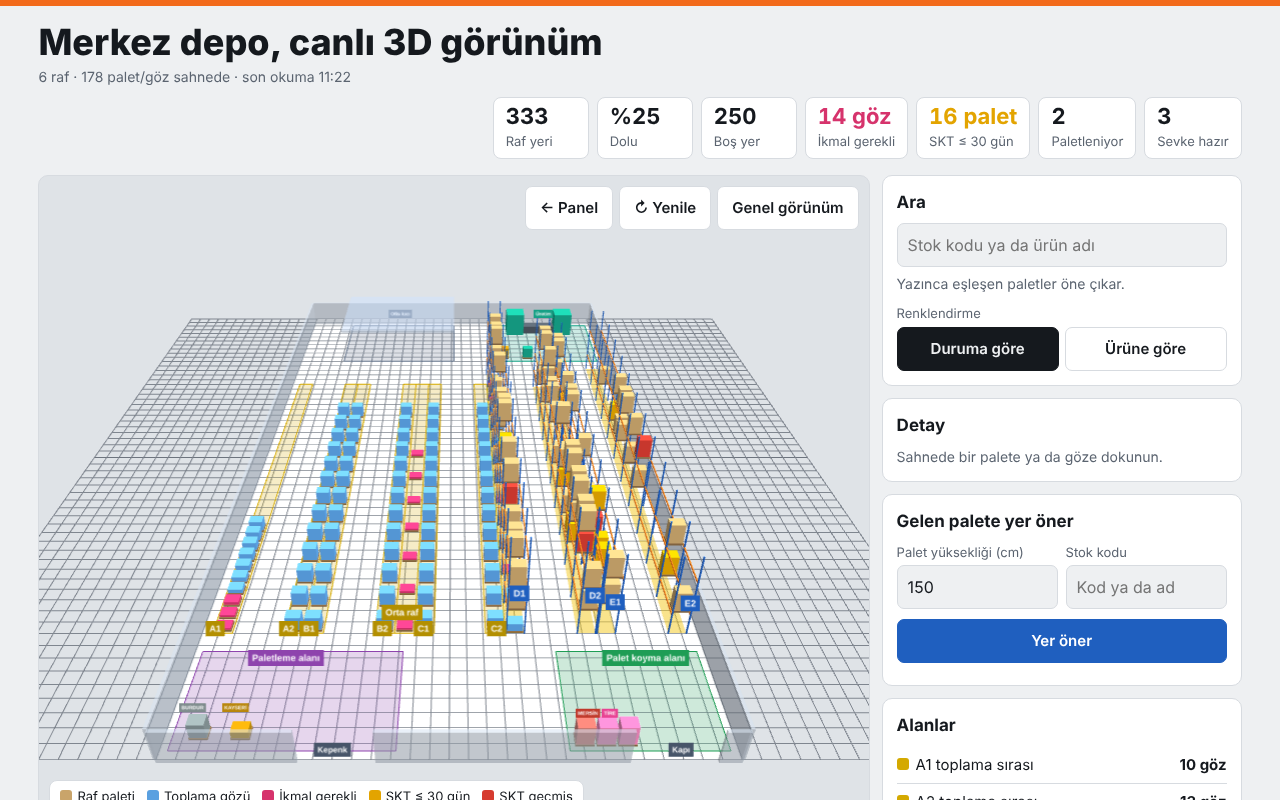 Merkez depo, canlı 3D görünüm
6 raf · 178 palet/göz sahnede · son okuma 11:22
333
Raf yeri
%25
Dolu
250
Boş yer
14 göz
İkmal gerekli
16 palet
SKT ≤ 30 gün
2
Paletleniyor
3
Sevke hazır
← Panel
↻ Yenile
Genel görünüm
D1
D2
E1
E2
Orta raf
A1
A2
B1
B2
C1
C2
Paletleme alanı
Palet koyma alanı
KAYSERİ
MERSİN
Kepenk
Kapı
Raf paleti
Toplama gözü
İkmal gerekli
SKT ≤ 30 gün
SKT geçmiş
Ara
Stok kodu ya da ürün adı
Yazınca eşleşen paletler öne çıkar.
Renklendirme
Duruma göre
Ürüne göre
Detay
Sahnede bir palete ya da göze dokunun.
Gelen palete yer öner
Palet yüksekliği (cm)
Stok kodu
150
Kod ya da ad
Yer öner
Alanlar
A1 toplama sırası
10 göz